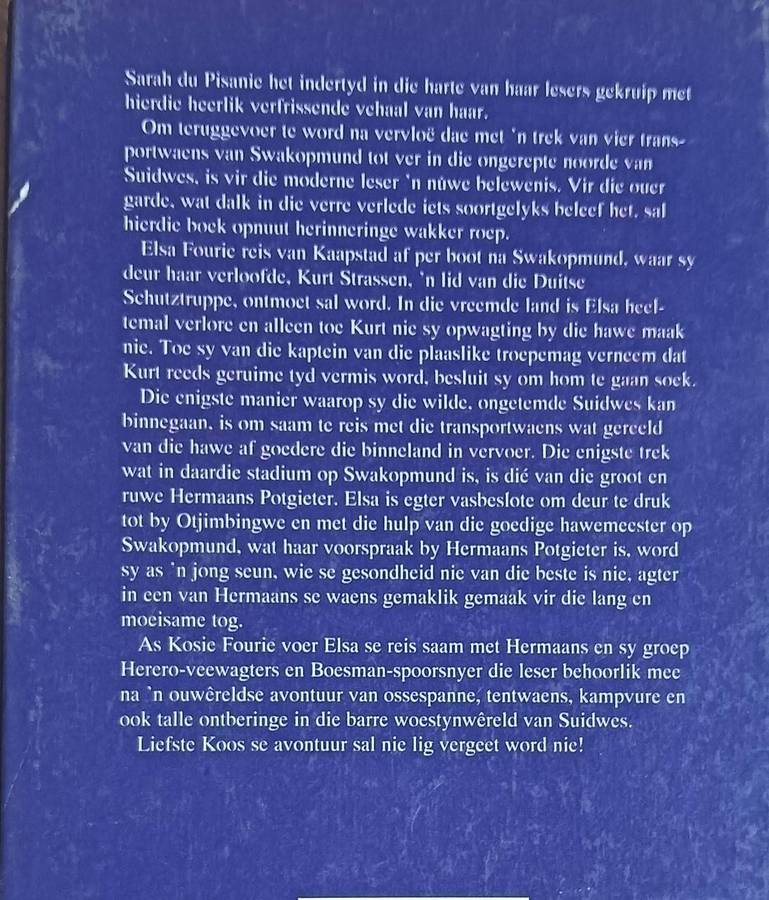 Sarah du Pisanie het indertyd in die harte van haar lesers gekruip met
hierdie heerlik verfrissende vehaal van haar.
Om teruggevoer te word na vervloë dae met 'n trek van vier trans-
portwaens van Swakopmund tot ver in die ongerepte noorde van
Suidwes, is vir die moderne leser 'n nuwe belewenis. Vir die ouer
garde, wat dalk in die verre verlede iets soortgelyks beleef het, sal
hierdie boek opnuut herinneringe wakker roep.
Elsa Fourie reis van Kaapstad af per boot na Swakopmund, waar sy
deur haar verloofde, Kurt Strassen, 'n lid van die Duitse
Schutztruppe, ontmoet sal word. In die vreemde land is Elsa heel-
temal verlore en alleen toe Kurt nie sy opwagting by die hawe maak
nie. Toe sy van die kaptein van die plaaslike troepemag verneem dat
Kurt reeds geruime tyd vermis word, besluit sy om hom te gaan soek.
Die enigste manier waarop sy die wilde, ongetemde Suidwes kan
binnegaan, is om saam te reis met die transportwaens wat gereeld
van die hawe af goedere die binneland in vervoer. Die enigste trek
wat in daardie stadium op Swakopmund is, is dié van die groot en
ruwe Hermaans Potgieter. Elsa is egter vasbeslote om deur te druk
tot by Otjimbingwe en met die hulp van die goedige hawemeester op
Swakopmund, wat haar voorspraak by Hermaans Potgieter is, word
sy as 'n jong seun, wie se gesondheid nie van die beste is nie, agter
in een van Hermaans se waens gemaklik gemaak vir die lang en
moeisame tog.
As Kosie Fourie voer Elsa se reis saam met Hermaans en sy groep
Herero-veewagters en Boesman-spoorsnyer die leser behoorlik mee
na 'n ouwêreldse avontuur van ossespanne, tentwaens, kampvure en
ook talle ontberinge in die barre woestynwêreld van Suidwes.
Liefste Koos se avontuur sal nie lig vergeet word nie!